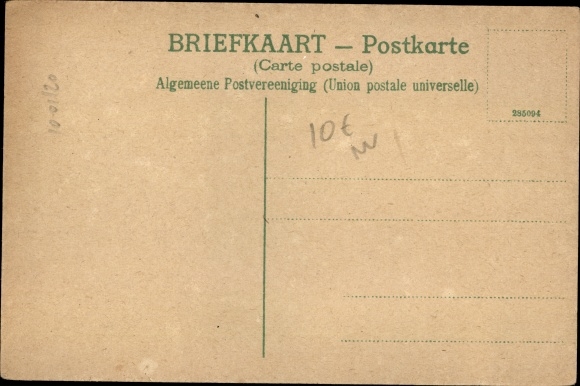 BRIEFKAART — Postkarte
(Carte postale)
Algemeene Postvereeniging (Union postale universelle)
285094
10€